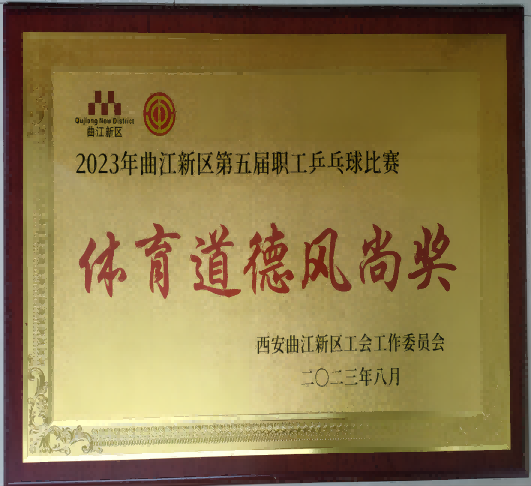 Qujiang New District
曲江新区
2023年曲江新区第五届职工乒乓球比赛
体育道德风尚奖
西安曲江新区工会工作委员会
二〇二三年八月